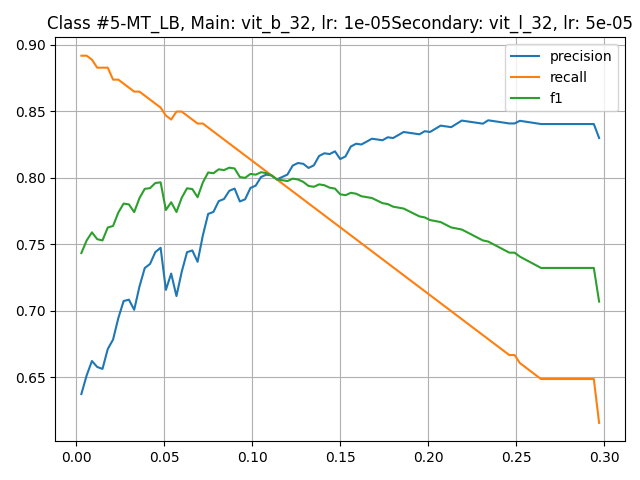 Class #5-MT_LB, Main: vit_b_32, lr: 1e-05Secondary: vit_l_32, lr: 5e-05
precision
recall
f1
0.90
0.85
0.80
0.75
0.70
0.65
0.00 0.05 0.10 0.15 0.20 0.25 0.30